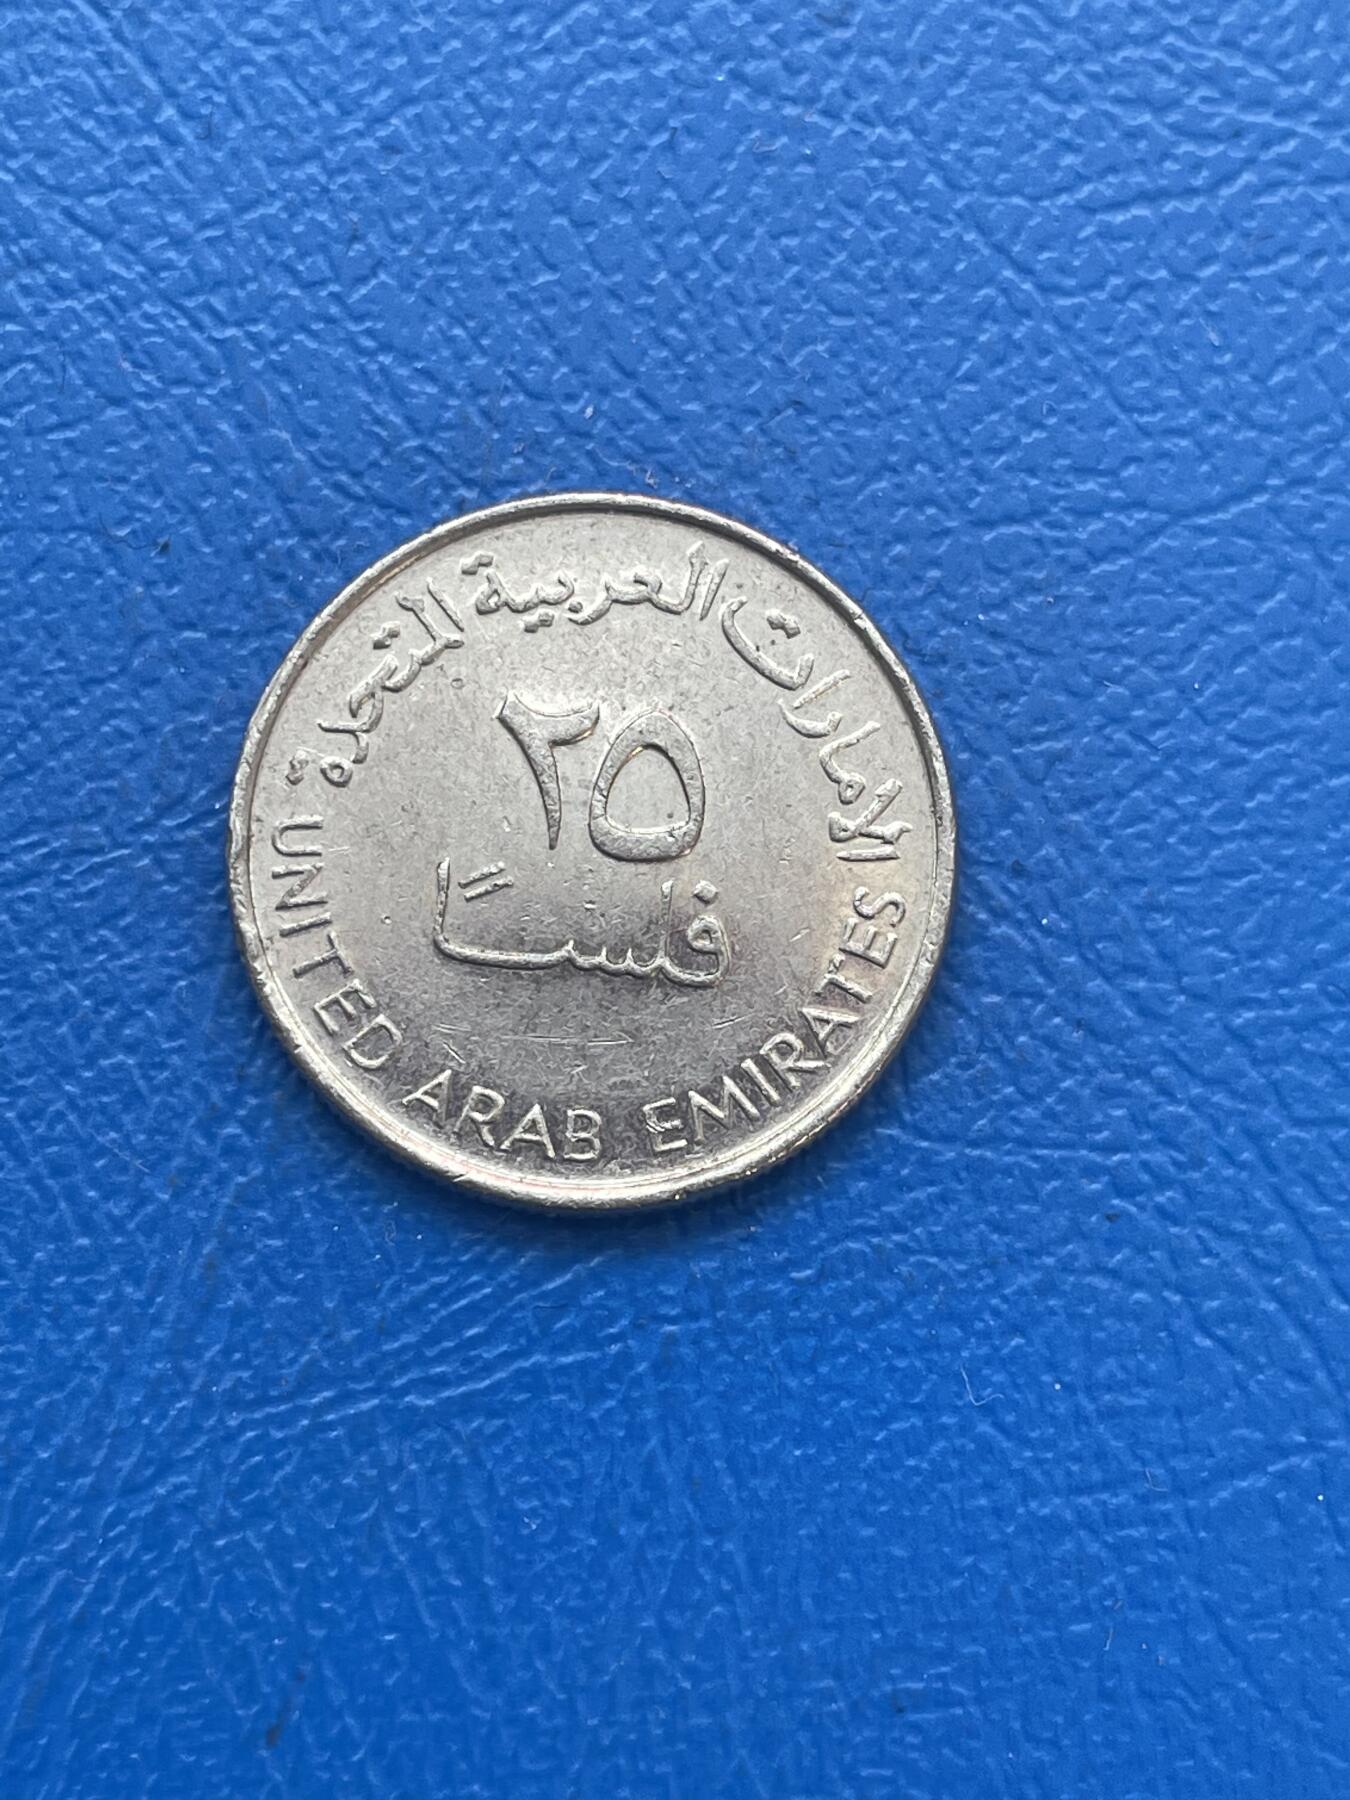 الإمارات العربية المتحدة
٢٥
فلساً
UNITED ARAB EMIRATES